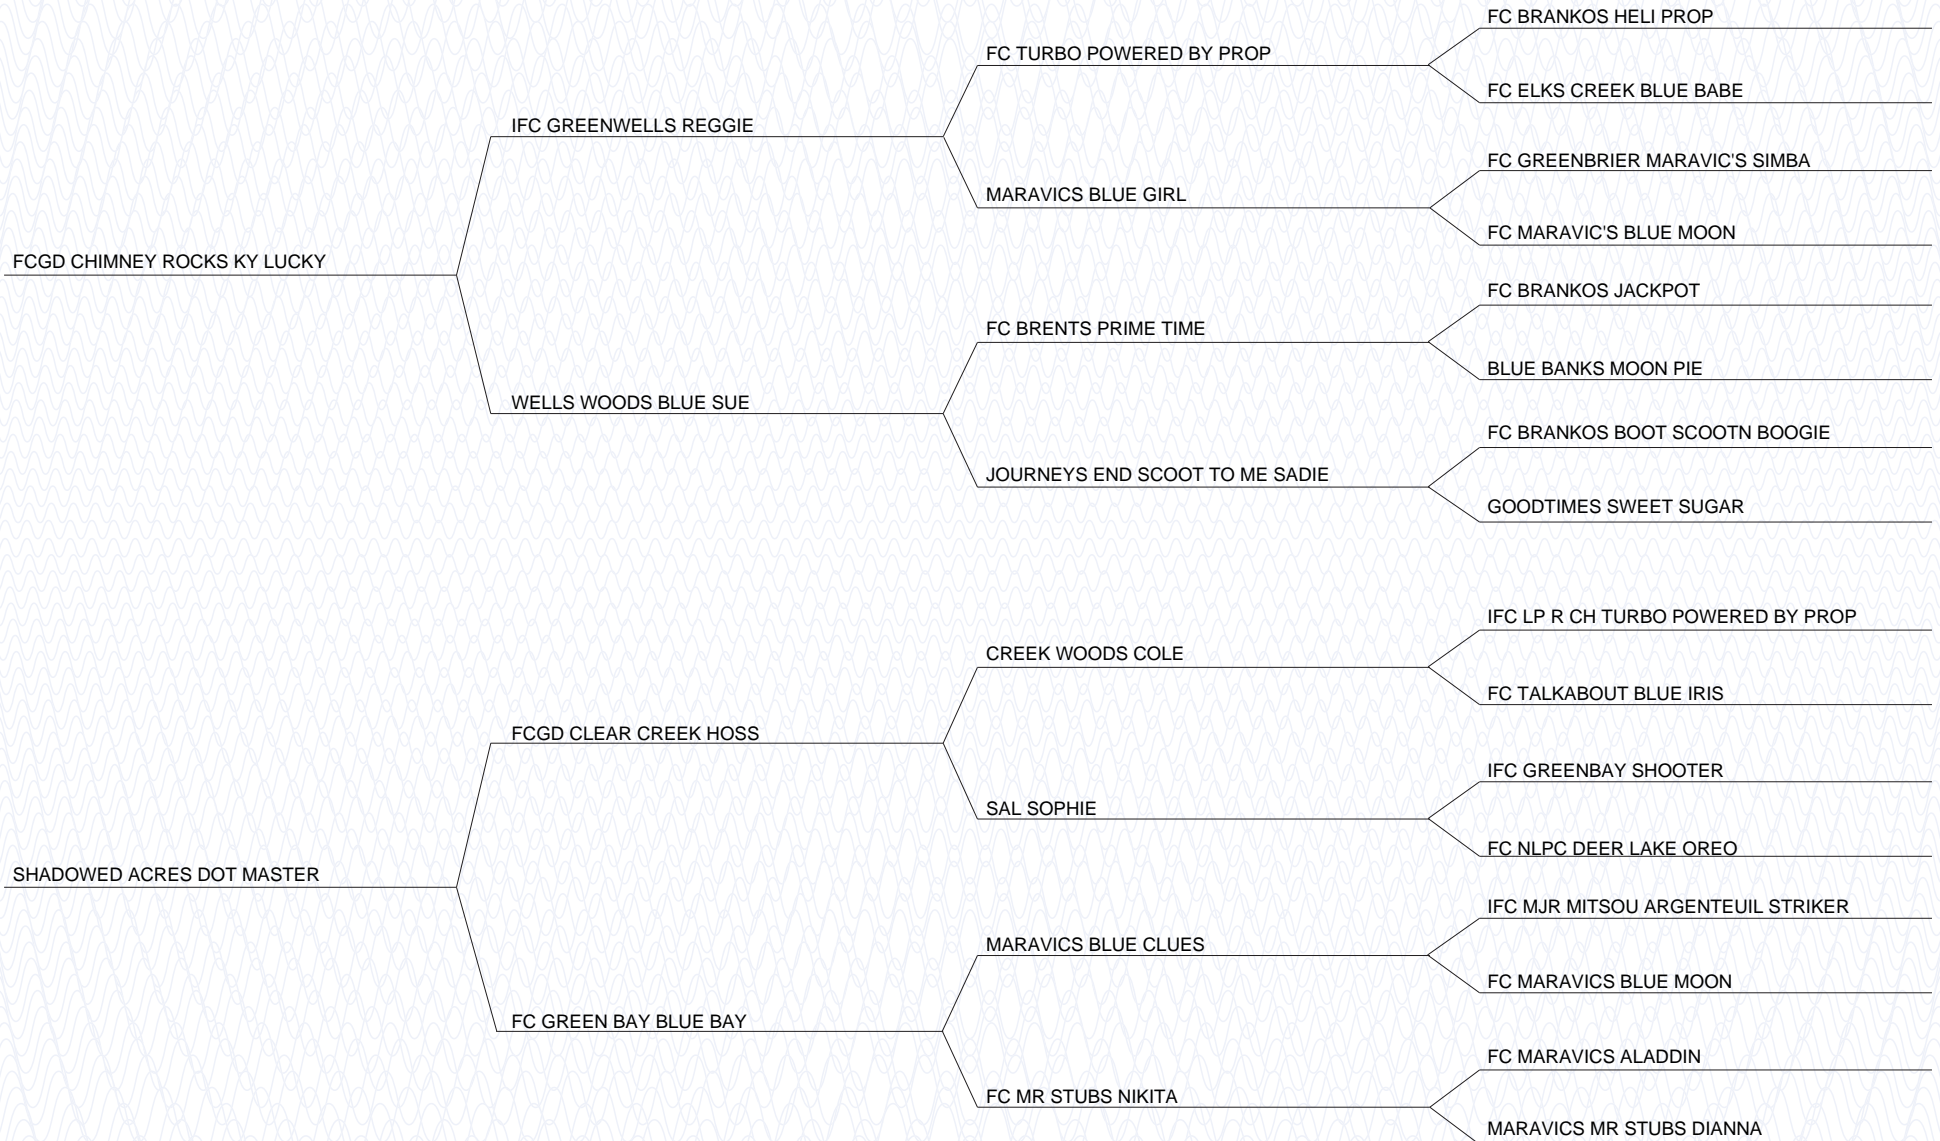 FC BRANKOS HELI PROP
FC TURBO POWERED BY PROP
FC ELKS CREEK BLUE BABE
IFC GREENWELLS REGGIE
FC GREENBRIER MARAVIC'S SIMBA
MARAVICS BLUE GIRL
FC MARAVIC'S BLUE MOON
FCGD CHIMNEY ROCKS KY LUCKY
FC BRANKOS JACKPOT
FC BRENTS PRIME TIME
BLUE BANKS MOON PIE
WELLS WOODS BLUE SUE
FC BRANKOS BOOT SCOOTN BOOGIE
JOURNEYS END SCOOT TO ME SADIE
GOODTIMES SWEET SUGAR
IFC LP R CH TURBO POWERED BY PROP
CREEK WOODS COLE
FC TALKABOUT BLUE IRIS
FCGD CLEAR CREEK HOSS
IFC GREENBAY SHOOTER
SAL SOPHIE
FC NLPC DEER LAKE OREO
SHADOWED ACRES DOT MASTER
IFC MJR MITSOU ARGENTEUIL STRIKER
MARAVICS BLUE CLUES
FC MARAVICS BLUE MOON
FC GREEN BAY BLUE BAY
FC MARAVICS ALADDIN
FC MR STUBS NIKITA
MARAVICS MR STUBS DIANNA